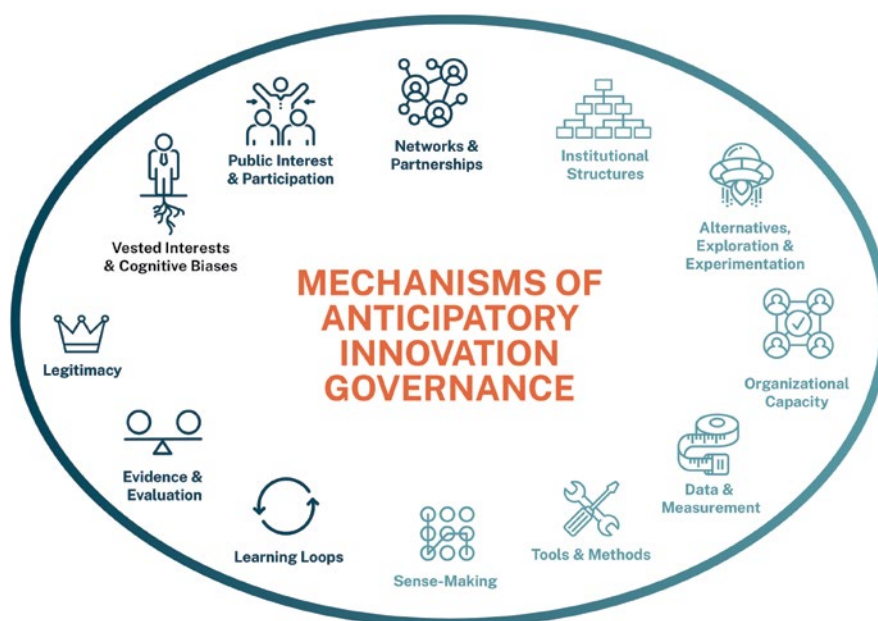 Networks &
Partnerships
Institutional
Structures
Public Interest
& Participation
Alternatives,
Exploration &
Experimentation
Vested Interests
& Cognitive Biases
MECHANISMS OF
ANTICIPATORY
INNOVATION
GOVERNANCE
Legitimacy
Organizational
Capacity
Evidence &
Evaluation
Data &
Measurement
Learning Loops
Tools & Methods
Sense-Making